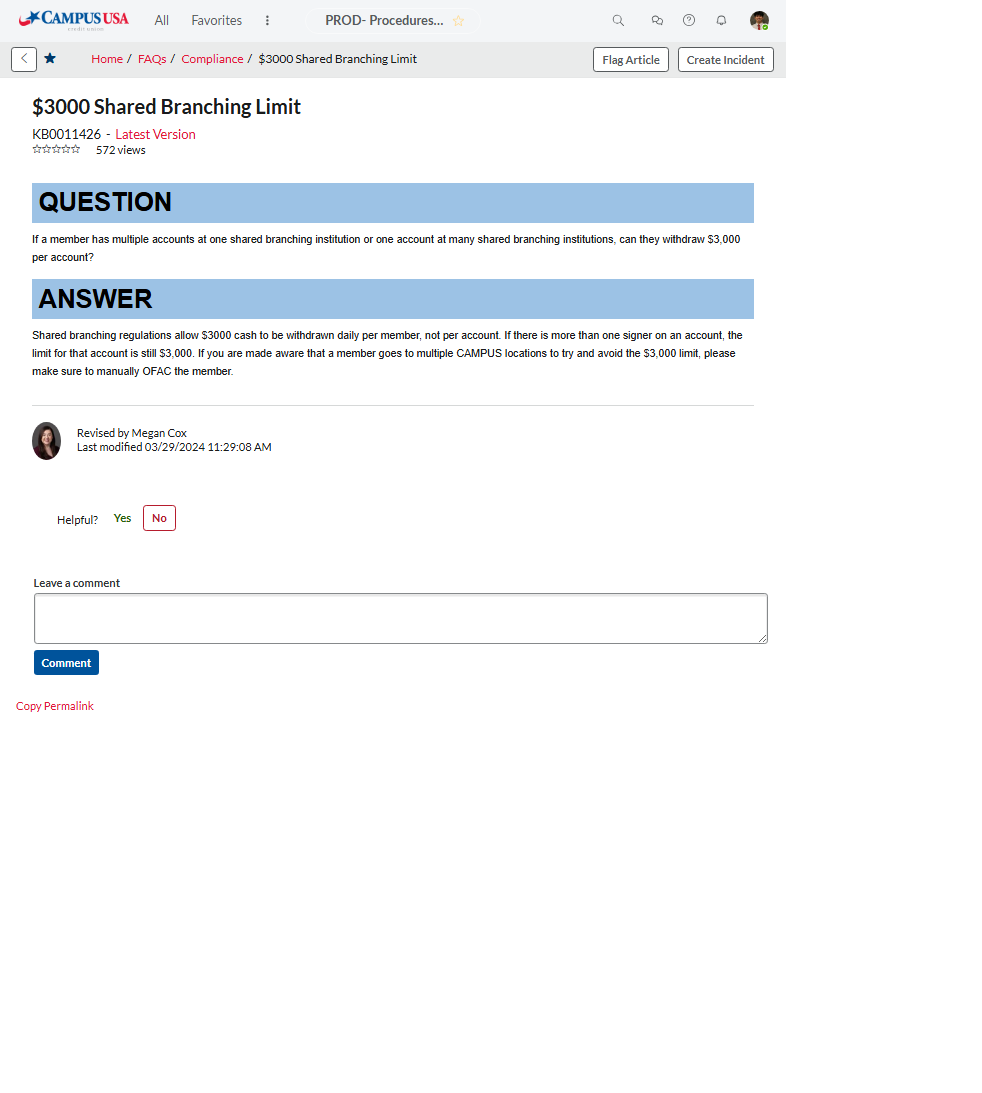 CAMPUS USA
credit union
All
Favorites
PROD- Procedures...
Home / FAQs / Compliance / $3000 Shared Branching Limit
Flag Article
Create Incident
$3000 Shared Branching Limit
KB0011426 - Latest Version
572 views
QUESTION
If a member has multiple accounts at one shared branching institution or one account at many shared branching institutions, can they withdraw $3,000
per account?
ANSWER
Shared branching regulations allow $3000 cash to be withdrawn daily per member, not per account. If there is more than one signer on an account, the
limit for that account is still $3,000. If you are made aware that a member goes to multiple CAMPUS locations to try and avoid the $3,000 limit, please
make sure to manually OFAC the member.
Revised by Megan Cox
Last modified 03/29/2024 11:29:08 AM
Helpful? Yes No
Leave a comment
Comment
Copy Permalink